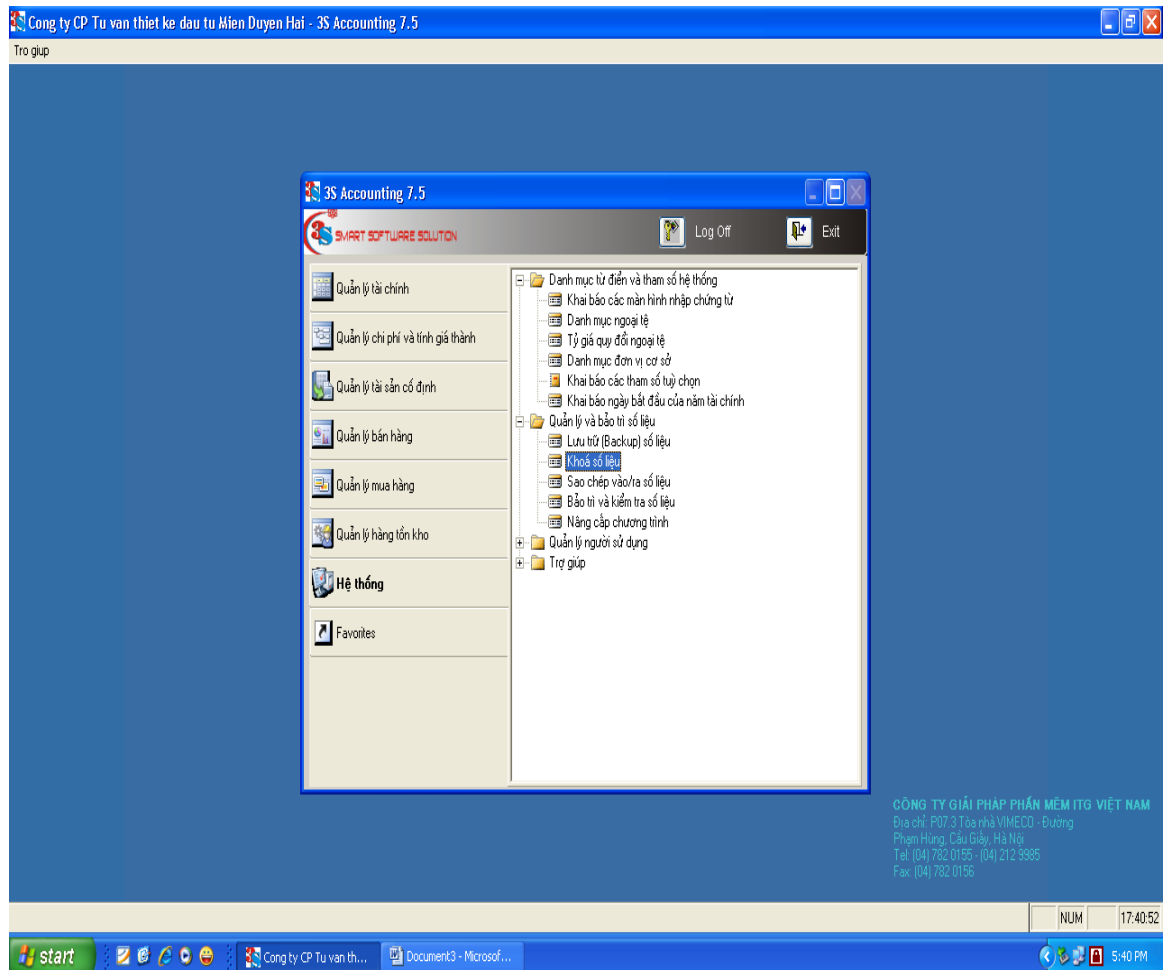 Cong ty CP Tu van thiet ke dau tu Mien Duyen Hai - 3S Accounting 7.5
Tro giup
3S Accounting 7.5
3S SMART SOFTWARE SOLUTION
Log Off
Exit
Quản lý tài chính
Quản lý chi phí và tính giá thành
Quản lý tài sản cố định
Quản lý bán hàng
Quản lý mua hàng
Quản lý hàng tồn kho
Hệ thống
Favorites
Danh mục từ điển và tham số hệ thống
Khai báo các màn hình nhập chứng từ
Danh mục ngoại tệ
Tỷ giá quy đổi ngoại tệ
Danh mục đơn vị cơ sở
Khai báo các tham số tuỳ chọn
Khai báo ngày bắt đầu của năm tài chính
Quản lý và bảo trì số liệu
Lưu trữ (Backup) số liệu
Khoá số liệu
Sao chép vào/ra số liệu
Bảo trì và kiểm tra số liệu
Nâng cấp chương trình
Quản lý người sử dụng
Trợ giúp
CÔNG TY GIẢI PHÁP PHẦN MỀM ITG VIỆT NAM
Địa chỉ: P07.3 Tòa nhà VIMECO - Đường
Phạm Hùng, Cầu Giấy, Hà Nội
Tel: (04) 782 0155 - (04) 212 9985
Fax: (04) 782 0156
NUM
17:40:52
start
Cong ty CP Tu van th...
Document3 - Microsof...
5:40 PM